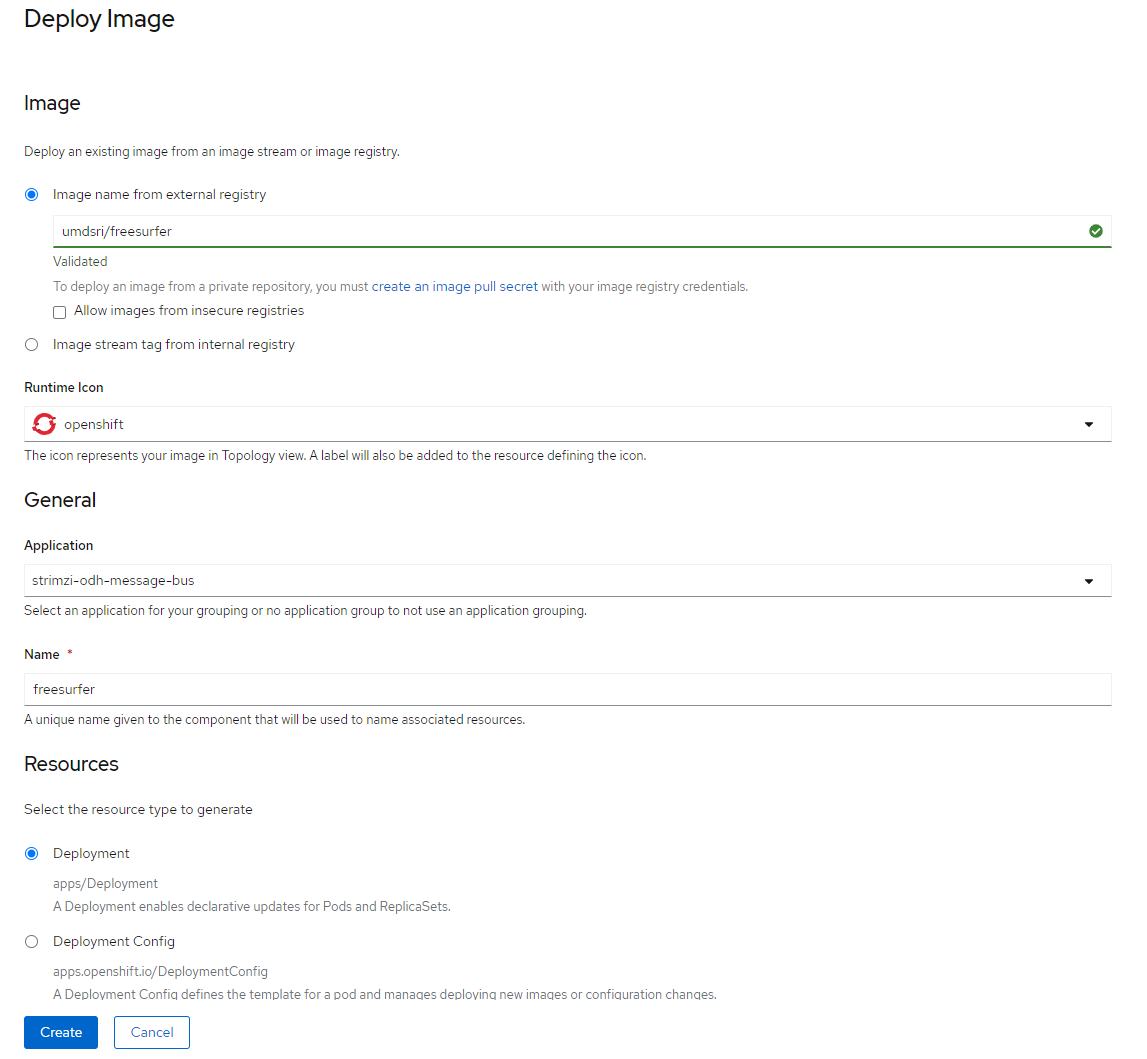 Deploy Image
Image
Deploy an existing image from an image stream or image registry.
Image name from external registry
umdsri/freesurfer
Validated
To deploy an image from a private repository, you must create an image pull secret with your image registry credentials.
Allow images from insecure registries
Image stream tag from internal registry
Runtime Icon
openshift
The icon represents your image in Topology view. A label will also be added to the resource defining the icon.
General
Application
strimzi-odh-message-bus
Select an application for your grouping or no application group to not use an application grouping.
Name *
freesurfer
A unique name given to the component that will be used to name associated resources.
Resources
Select the resource type to generate
Deployment
apps/Deployment
A Deployment enables declarative updates for Pods and ReplicaSets.
Deployment Config
apps.openshift.io/DeploymentConfig
A Deployment Config defines the template for a pod and manages deploying new images or configuration changes.
Create Cancel